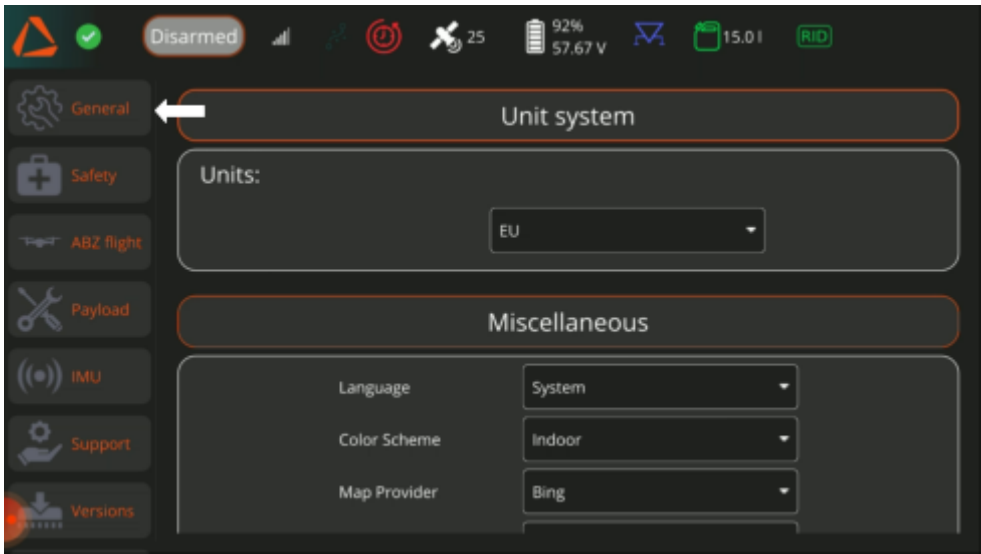 Disarmed
25
92%
57.67 V
15.0 l
RID
General
Safety
ABZ flight
Payload
IMU
Support
Versions
Unit system
Units:
EU
Miscellaneous
Language
System
Color Scheme
Indoor
Map Provider
Bing